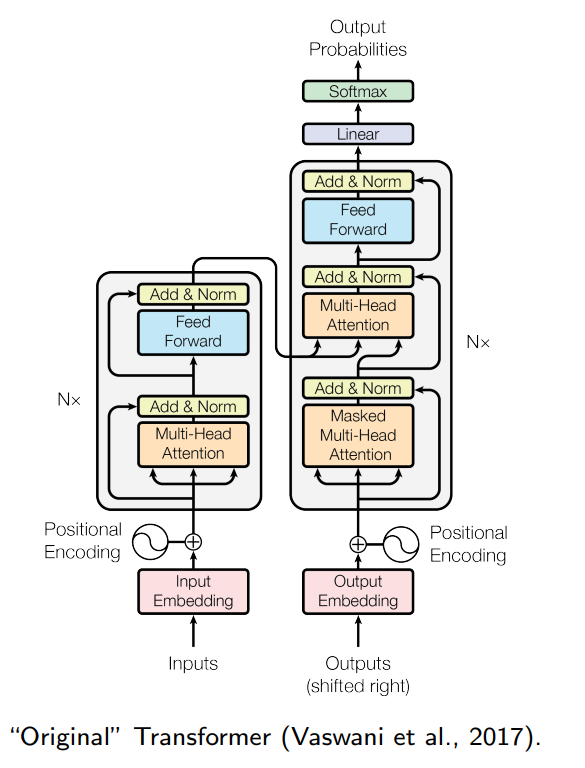 Output
Probabilities
Softmax
Linear
Add & Norm
Feed
Forward
Add & Norm
Multi-Head
Attention
Add & Norm
Masked
Multi-Head
Attention
N×
Add & Norm
Feed
Forward
Add & Norm
Multi-Head
Attention
N×
Positional
Encoding
Positional
Encoding
Input
Embedding
Output
Embedding
Inputs
Outputs
(shifted right)
“Original” Transformer (Vaswani et al., 2017).